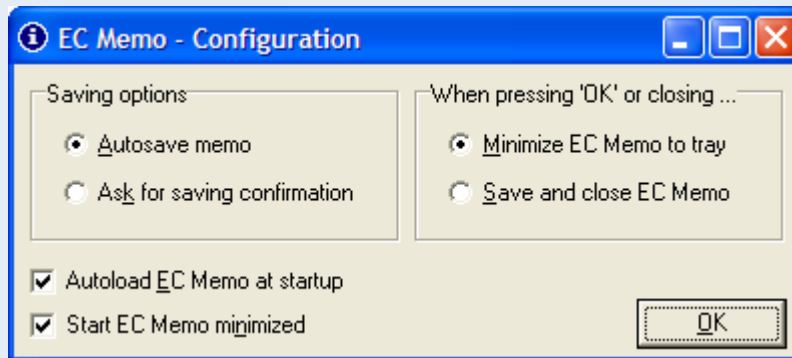 EC Memo - Configuration
Saving options
Autosave memo
Ask for saving confirmation
When pressing 'OK' or closing ...
Minimize EC Memo to tray
Save and close EC Memo
Autoload EC Memo at startup
Start EC Memo minimized
OK